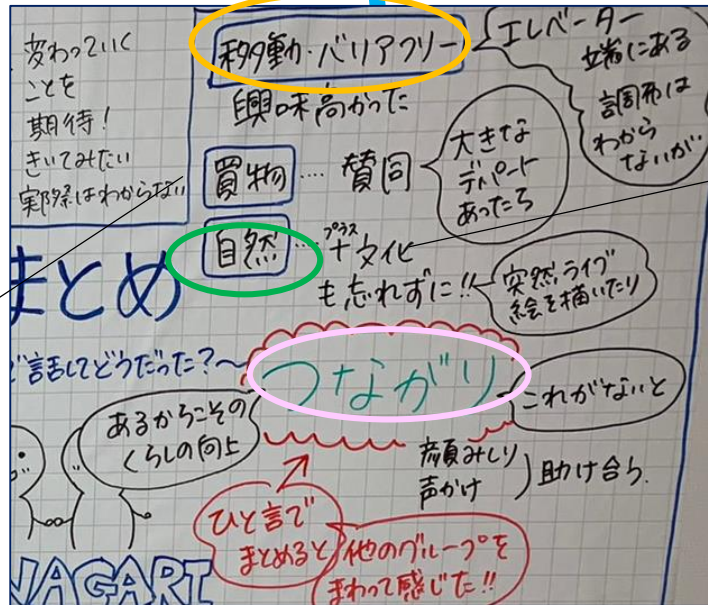 変わっていく
ことを
期待!
きいてみたい
実際はわからない
移動・バリアフリー
興味高かった
エレベーター
立端にある
調布は
わから
ないが
買物 … 賛同
大きな
デパート
あったら
自然 … +文化
プラス
も忘れずに!!
突然ライブ
絵を描いたり
まとめ
で話してどうだった?〜
つながり
これがないと
あるからこその
くらしの向上
顔みしり
声かけ
助け合ら
ひと言で
まとめると
他のグループを
まわって感じた!!
NAGARI